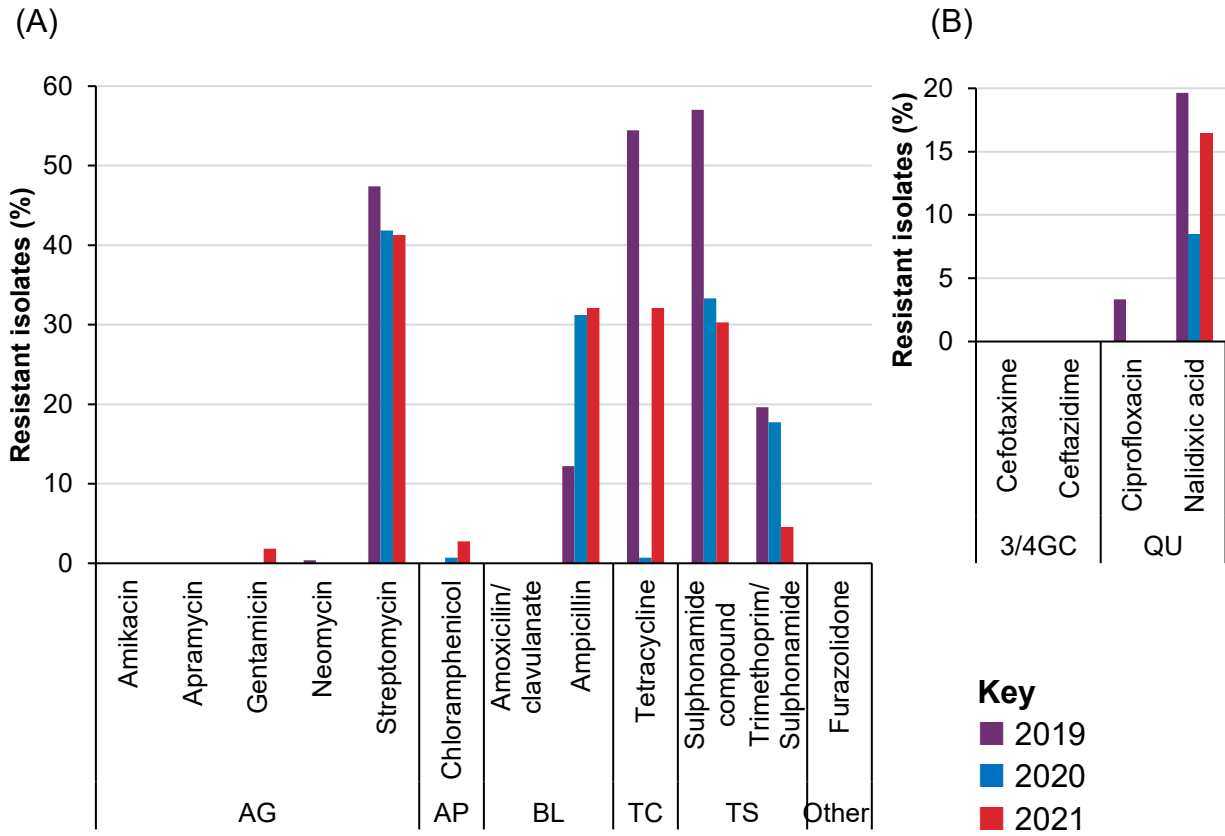 (A)
Resistant isolates (%)
60
50
40
30
20
10
0
Amikacin
Apramycin
Gentamicin
Neomycin
Streptomycin
Chloramphenicol
Amoxicilin/
clavulanate
Ampicillin
Tetracycline
Sulphonamide
compound
Trimethoprim/
Sulphonamide
Furazolidone
AG
AP
BL
TC
TS
Other
(B)
Resistant isolates (%)
20
15
10
5
0
Cefotaxime
Ceftazidime
Ciprofloxacin
Nalidixic acid
3/4GC
QU
Key
2019
2020
2021